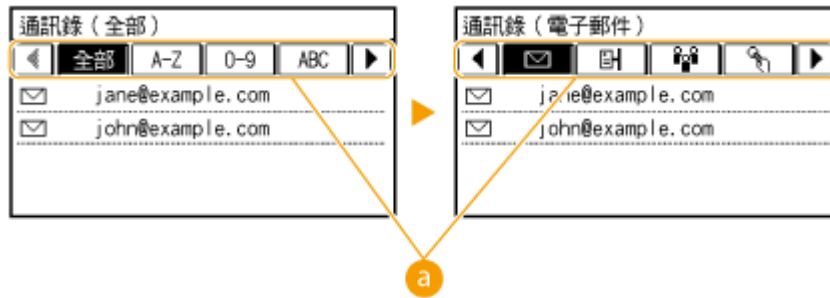 通訊錄（全部）
全部 A-Z 0-9 ABC
jane@example.com
john@example.com
通訊錄（電子郵件）
jane@example.com
john@example.com
a